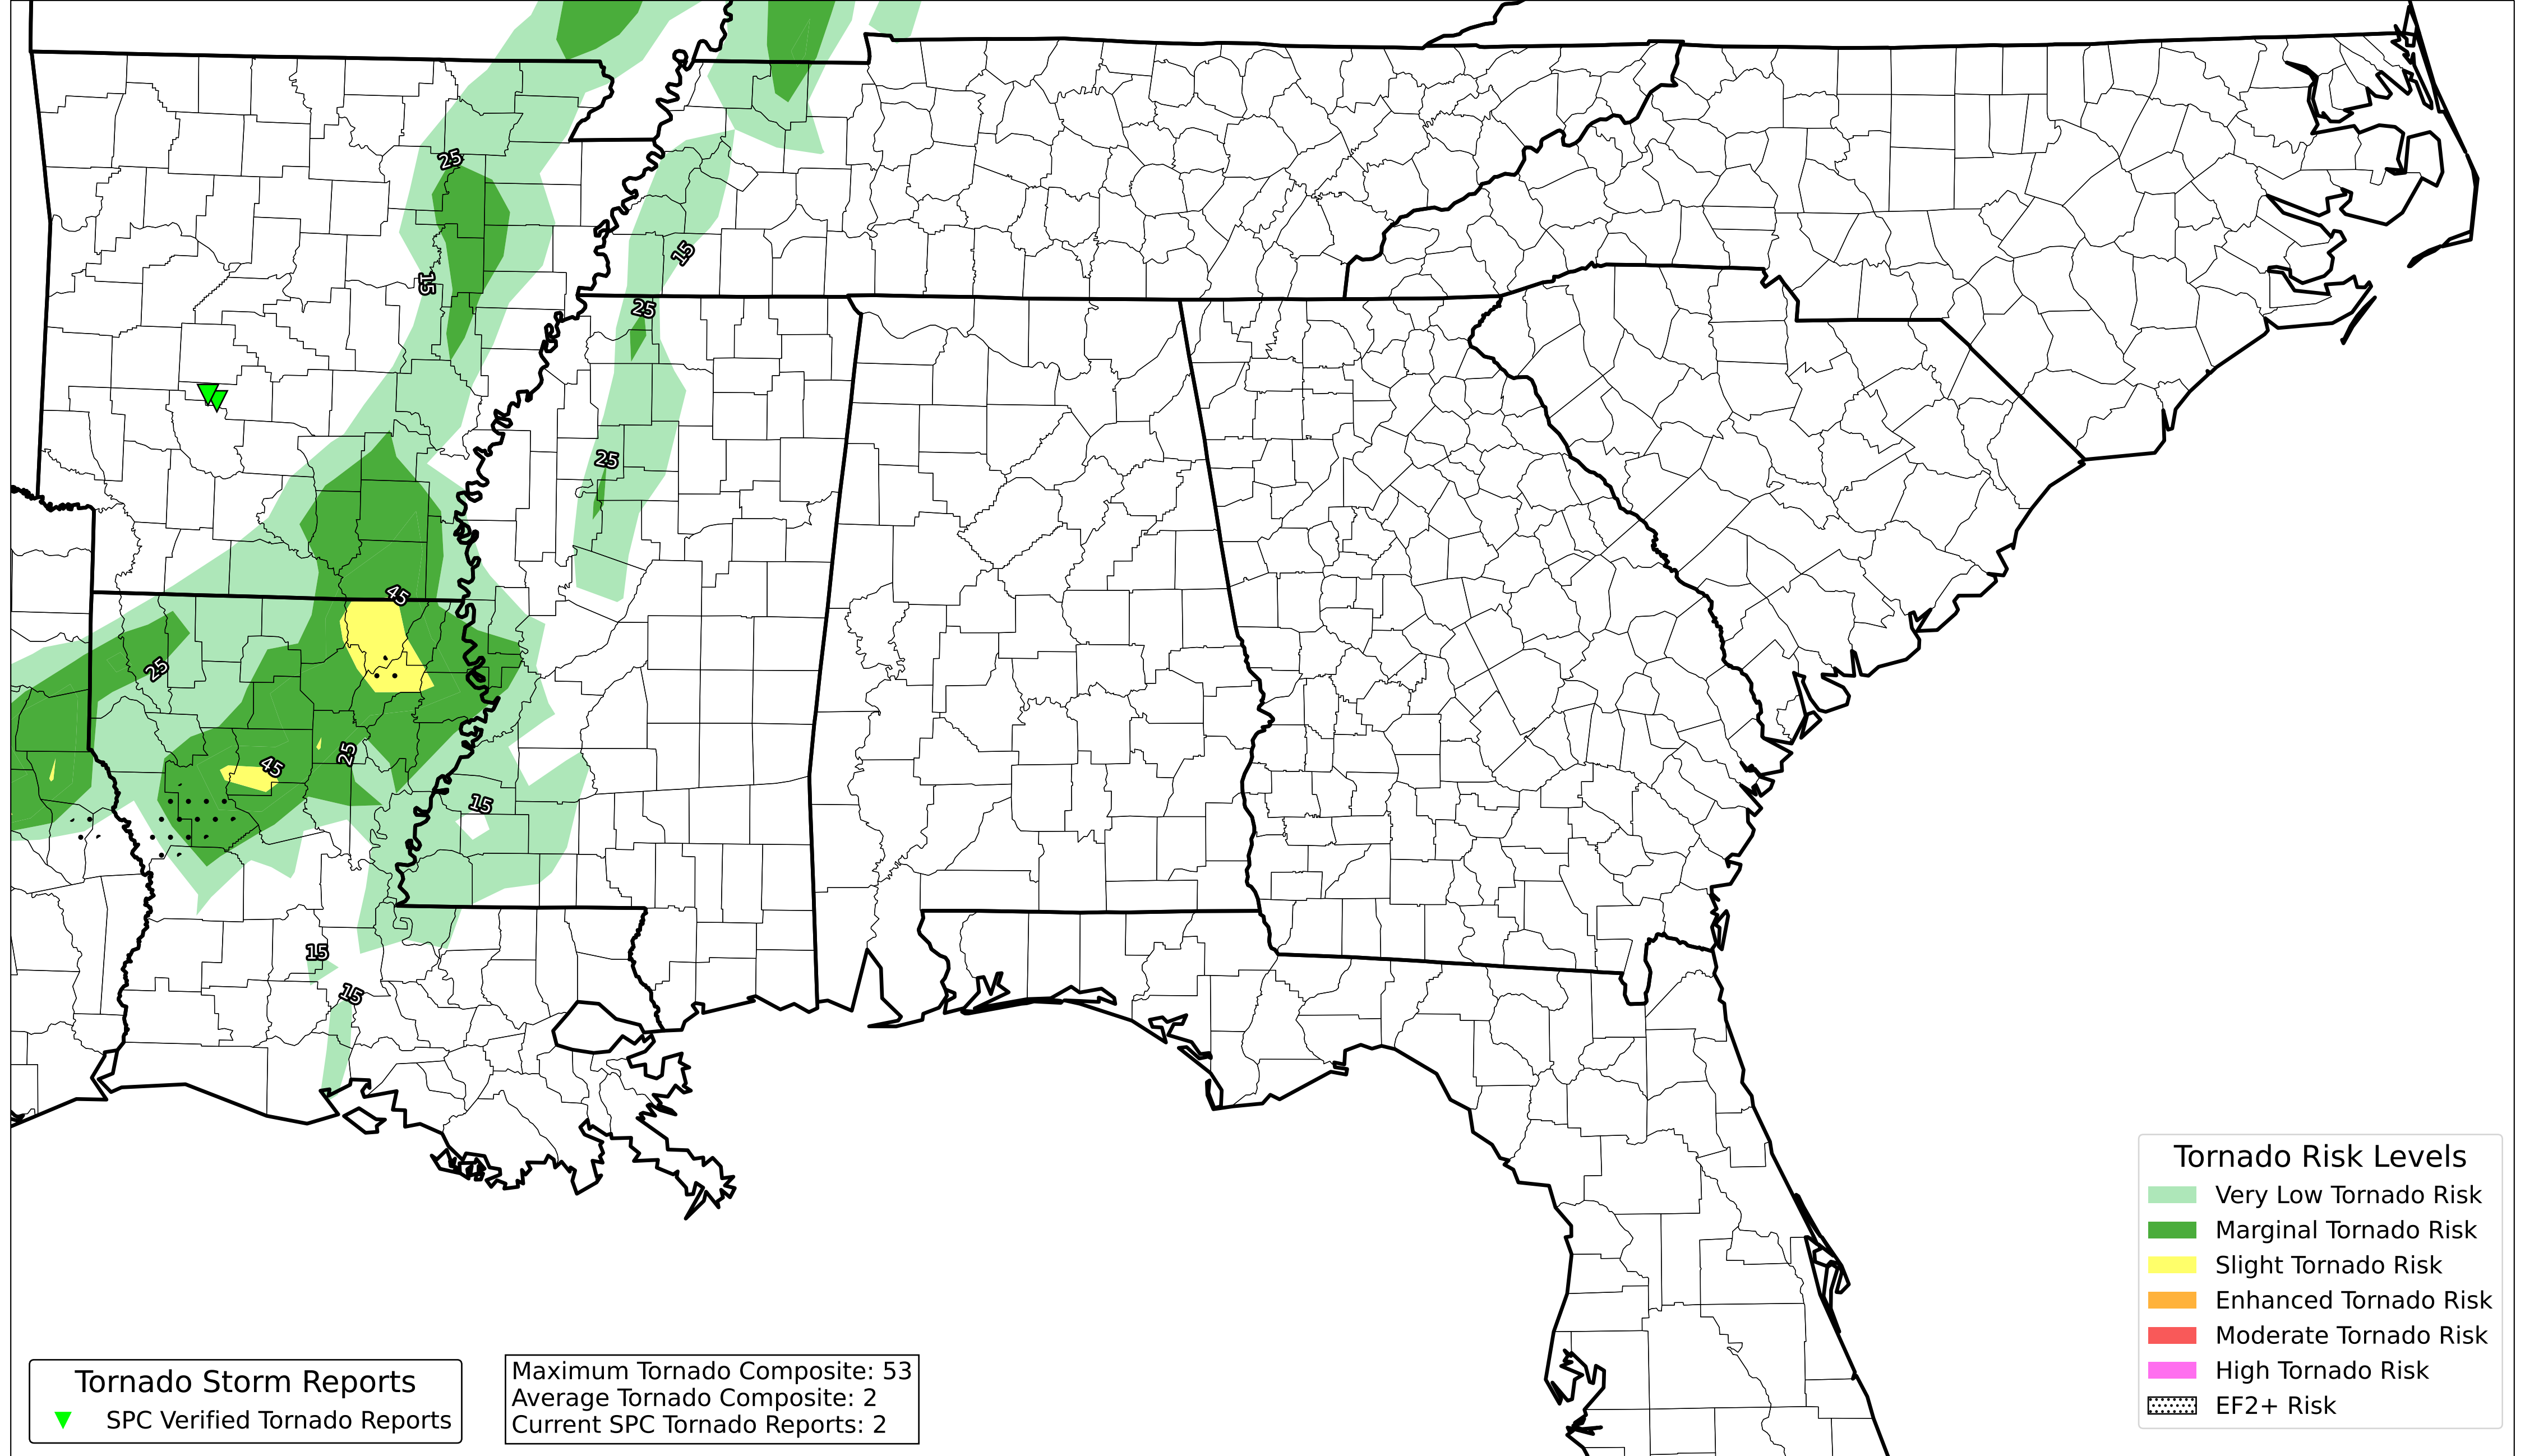 25
15
15
25
25
45
25
45
25
15
15
15
Tornado Risk Levels
Very Low Tornado Risk
Marginal Tornado Risk
Slight Tornado Risk
Enhanced Tornado Risk
Moderate Tornado Risk
High Tornado Risk
EF2+ Risk
Tornado Storm Reports
SPC Verified Tornado Reports
Maximum Tornado Composite: 53
Average Tornado Composite: 2
Current SPC Tornado Reports: 2